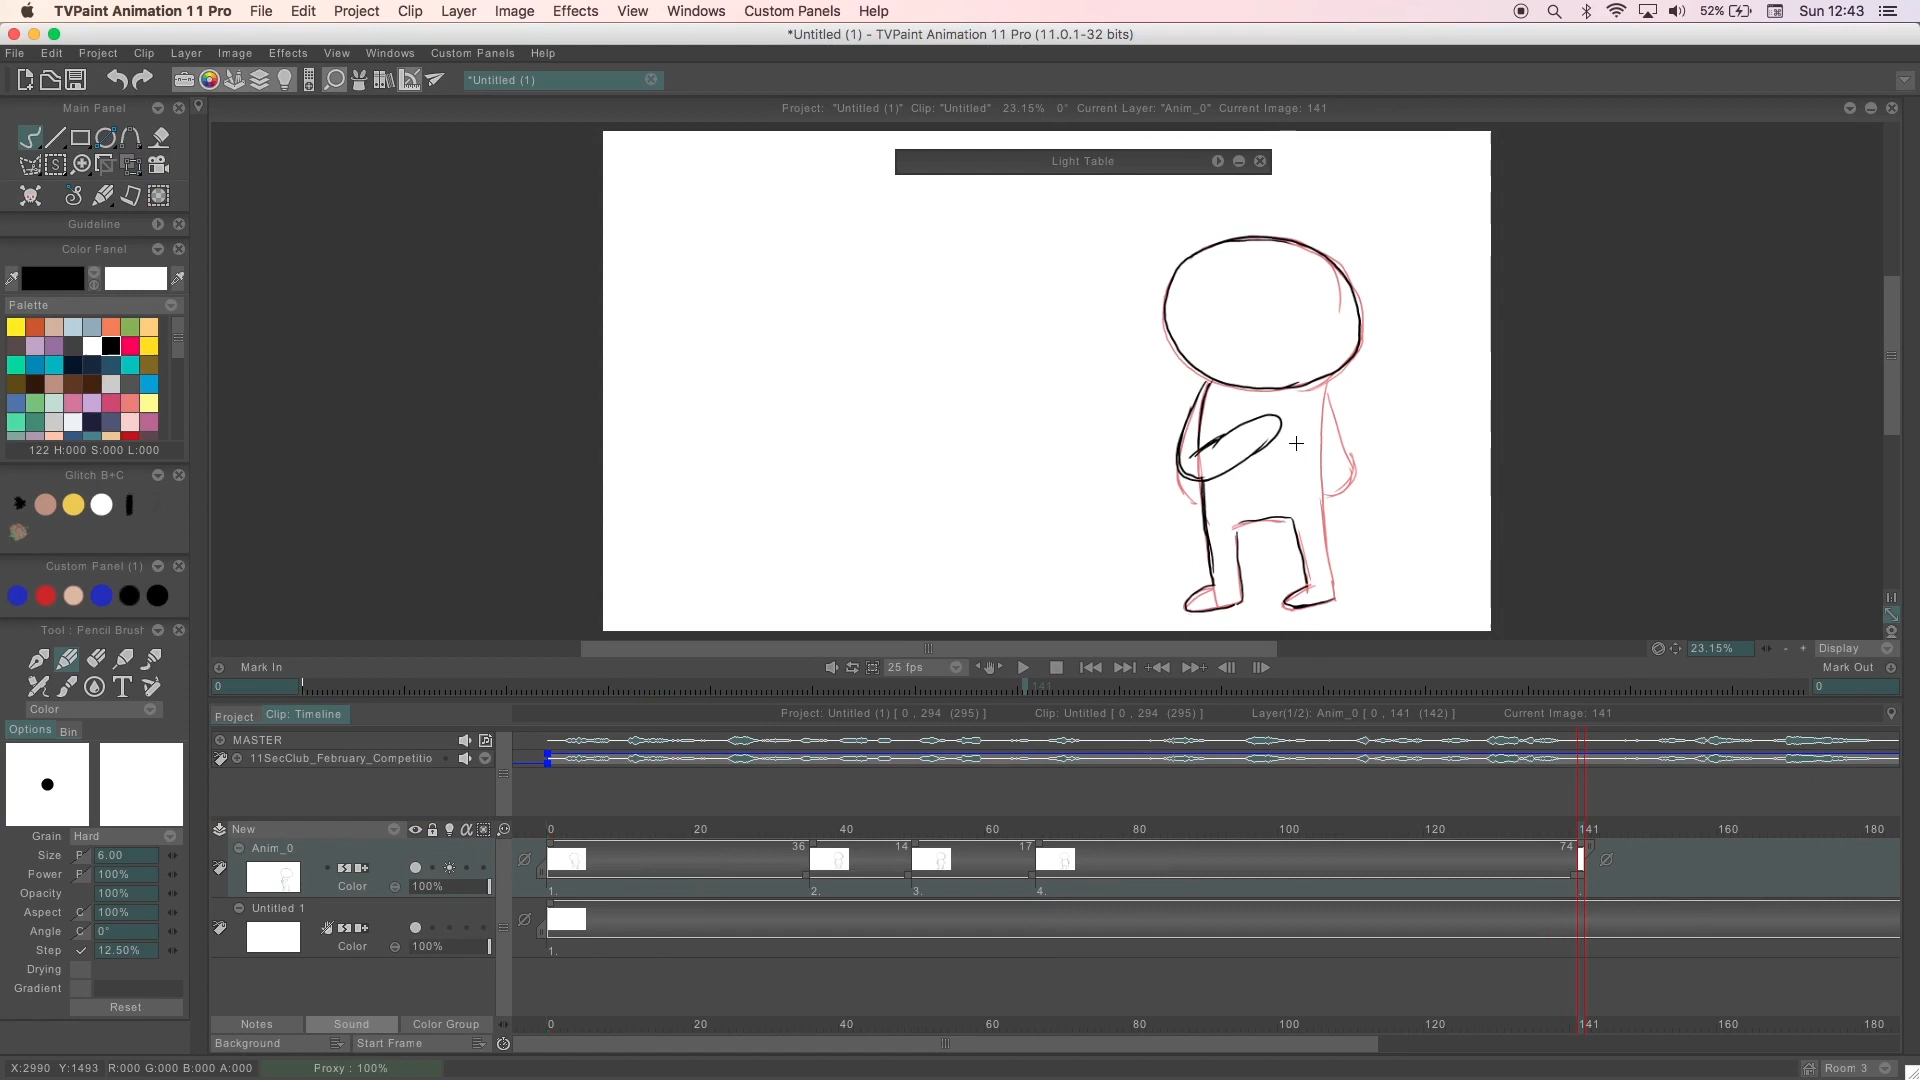 TVPaint Animation 11 Pro File Edit Project Clip Layer Image Effects View Windows Custom Panels Help 52% Sun 12:43
*Untitled (1) - TVPaint Animation 11 Pro (11.0.1-32 bits)
File Edit Project Clip Layer Image Effects View Windows Custom Panels Help
*Untitled (1)
Main Panel
Project: "Untitled (1)" Clip: "Untitled" 23.15% 0° Current Layer: "Anim_0" Current Image: 141
Light Table
Guideline
Color Panel
Palette
122 H:000 S:000 L:000
Glitch B+C
Custom Panel (1)
Tool : Pencil Brush
Color
Options Bin
Grain Hard
Size P 6.00
Power P 100%
Opacity 100%
Aspect C 100%
Angle C 0°
Step 12.50%
Drying
Gradient
Reset
23.15% Display
Mark In 25 fps Mark Out
0 141 0
Project Clip: Timeline Project: Untitled (1) [ 0 , 294 (295) ] Clip: Untitled [ 0 , 294 (295) ] Layer(1/2): Anim_0 [ 0 , 141 (142) ] Current Image: 141
MASTER
11SecClub_February_Competitio
New 0 20 40 60 80 100 120 141 160 180
Anim_0 36 14 17 74
Color 100%
1. 2. 3. 4.
Untitled 1
Color 100%
1.
Notes Sound Color Group 0 20 40 60 80 100 120 141 160 180
Background Start Frame
X:2990 Y:1493 R:000 G:000 B:000 A:000 Proxy : 100% Room 3